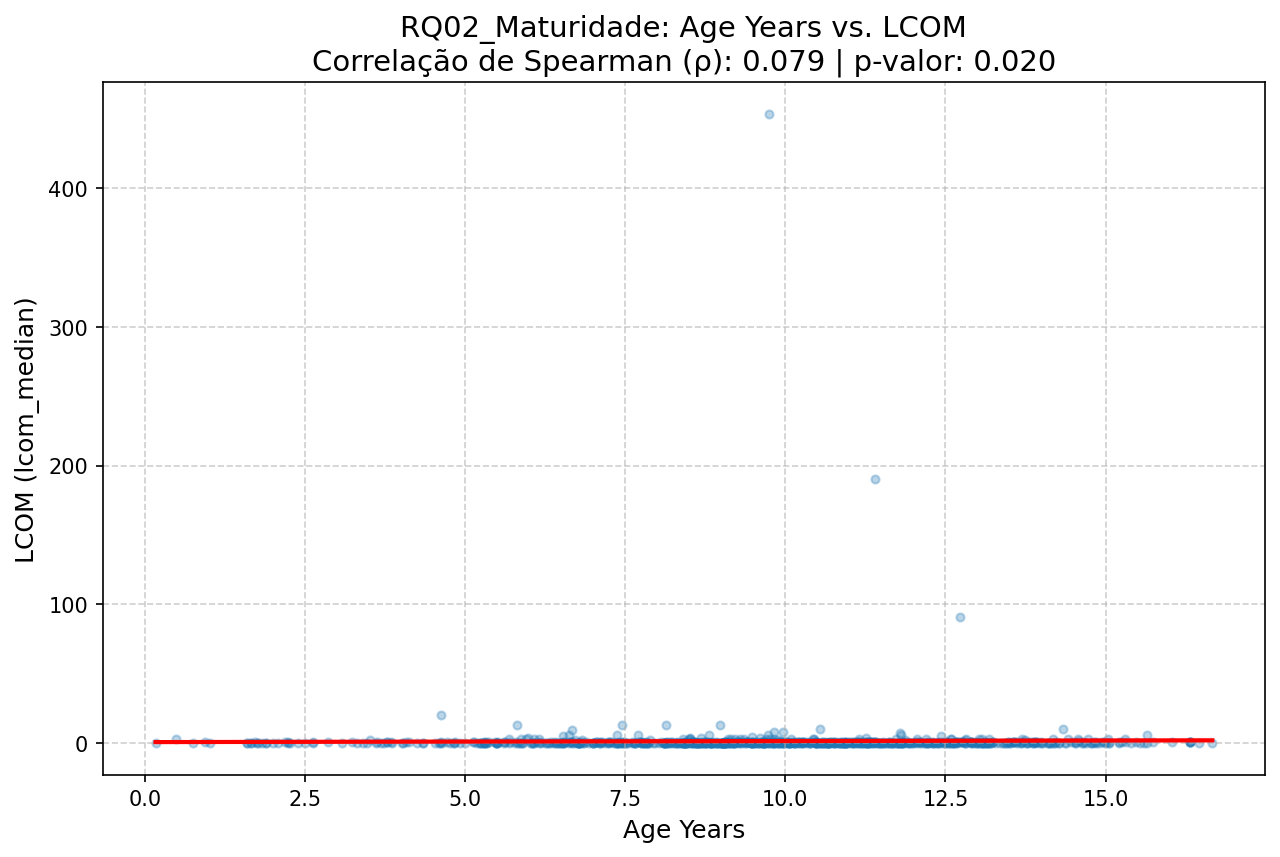 RQ02_Maturidade: Age Years vs. LCOM
Correlação de Spearman (ρ): 0.079 | p-valor: 0.020
LCOM (lcom_median)
400
300
200
100
0
0.0 2.5 5.0 7.5 10.0 12.5 15.0
Age Years